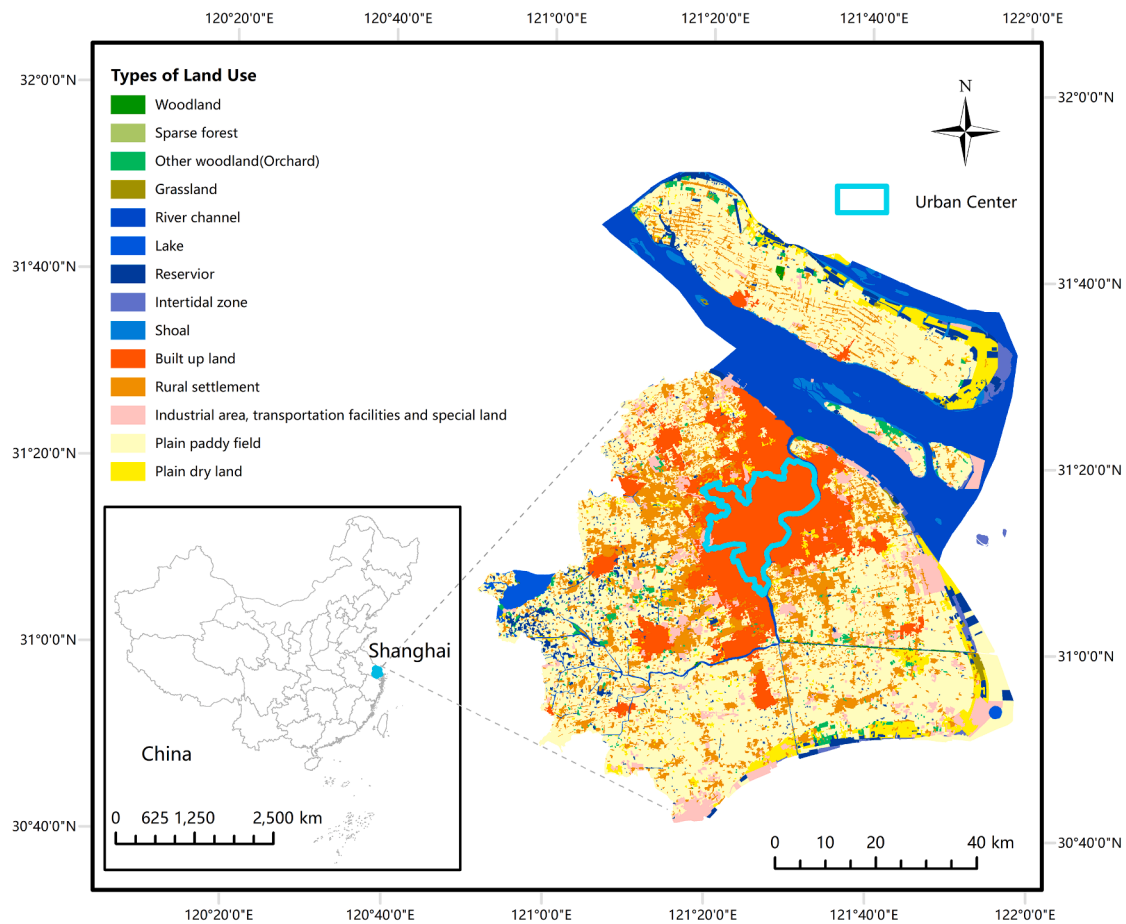 120°20'0"E 120°40'0"E 121°0'0"E 121°20'0"E 121°40'0"E 122°0'0"E
32°0'0"N
32°0'0"N
Types of Land Use
Woodland
Sparse forest
Other woodland(Orchard)
Grassland
River channel
Lake
Reservior
Intertidal zone
Shoal
Built up land
Rural settlement
Industrial area, transportation facilities and special land
Plain paddy field
Plain dry land
N
Urban Center
31°40'0"N
31°40'0"N
31°20'0"N
31°20'0"N
31°0'0"N
31°0'0"N
30°40'0"N
30°40'0"N
Shanghai
China
0 625 1,250 2,500 km
0 10 20 40 km
120°20'0"E 120°40'0"E 121°0'0"E 121°20'0"E 121°40'0"E 122°0'0"E